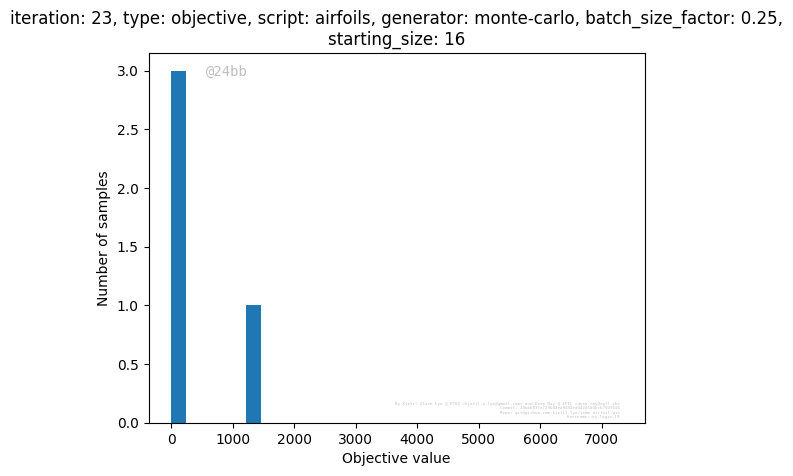 iteration: 23, type: objective, script: airfoils, generator: monte-carlo, batch_size_factor: 0.25,
starting_size: 16
3.0
@24bb
2.5
2.0
Number of samples
1.5
1.0
0.5
0.0
0 1000 2000 3000 4000 5000 6000 7000
Objective value